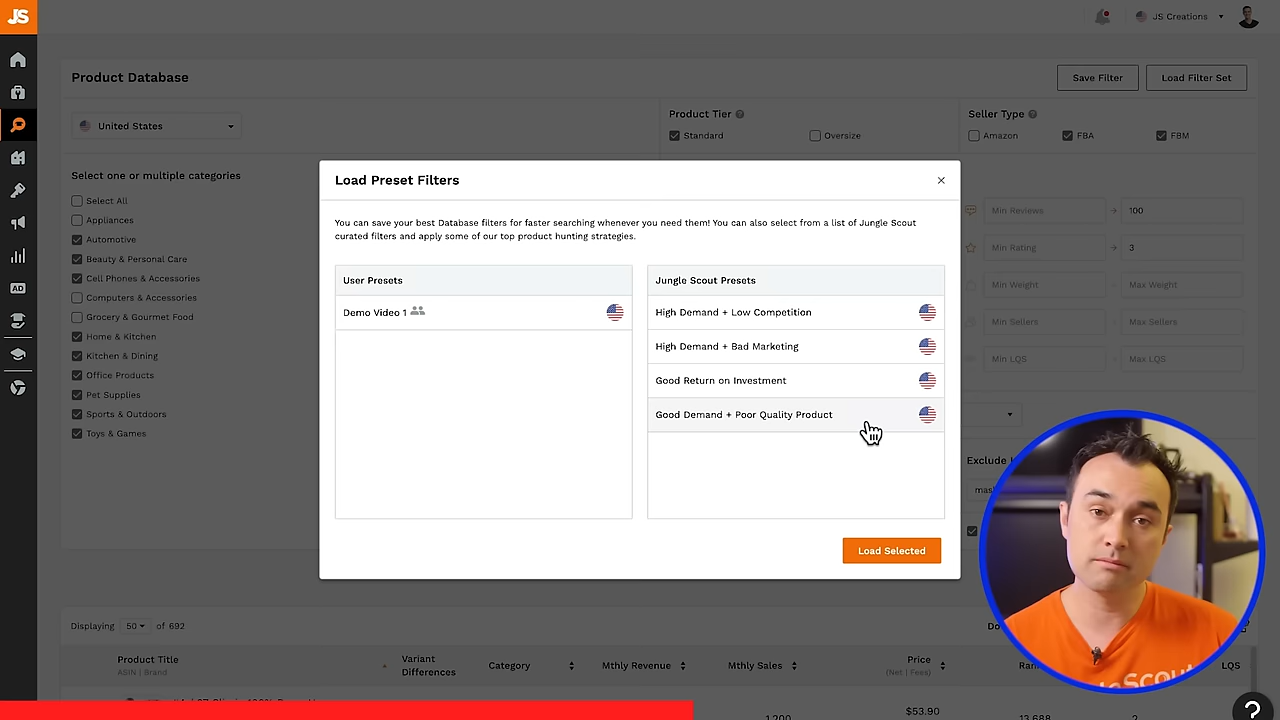 JS
JS Creations
Product Database
Save Filter
Load Filter Set
United States
Product Tier
Standard
Oversize
Seller Type
Amazon
FBA
FBM
Select one or multiple categories
Select All
Appliances
Automotive
Beauty & Personal Care
Cell Phones & Accessories
Computers & Accessories
Grocery & Gourmet Food
Home & Kitchen
Kitchen & Dining
Office Products
Pet Supplies
Sports & Outdoors
Toys & Games
AD
Load Preset Filters
You can save your best Database filters for faster searching whenever you need them! You can also select from a list of Jungle Scout
curated filters and apply some of our top product hunting strategies.
User Presets
Demo Video 1
Jungle Scout Presets
High Demand + Low Competition
High Demand + Bad Marketing
Good Return on Investment
Good Demand + Poor Quality Product
Load Selected
Min Reviews
100
Min Rating
3
Min Weight
Max Weight
Min Sellers
Max Sellers
Min LQS
Max LQS
Exclude
Displaying 50 of 692
Product Title
ASIN | Brand
Variant
Differences
Category
Mthly Revenue
Mthly Sales
Price
(Net | Fees)
LQS
$53.90
1,200
13,688
2
?